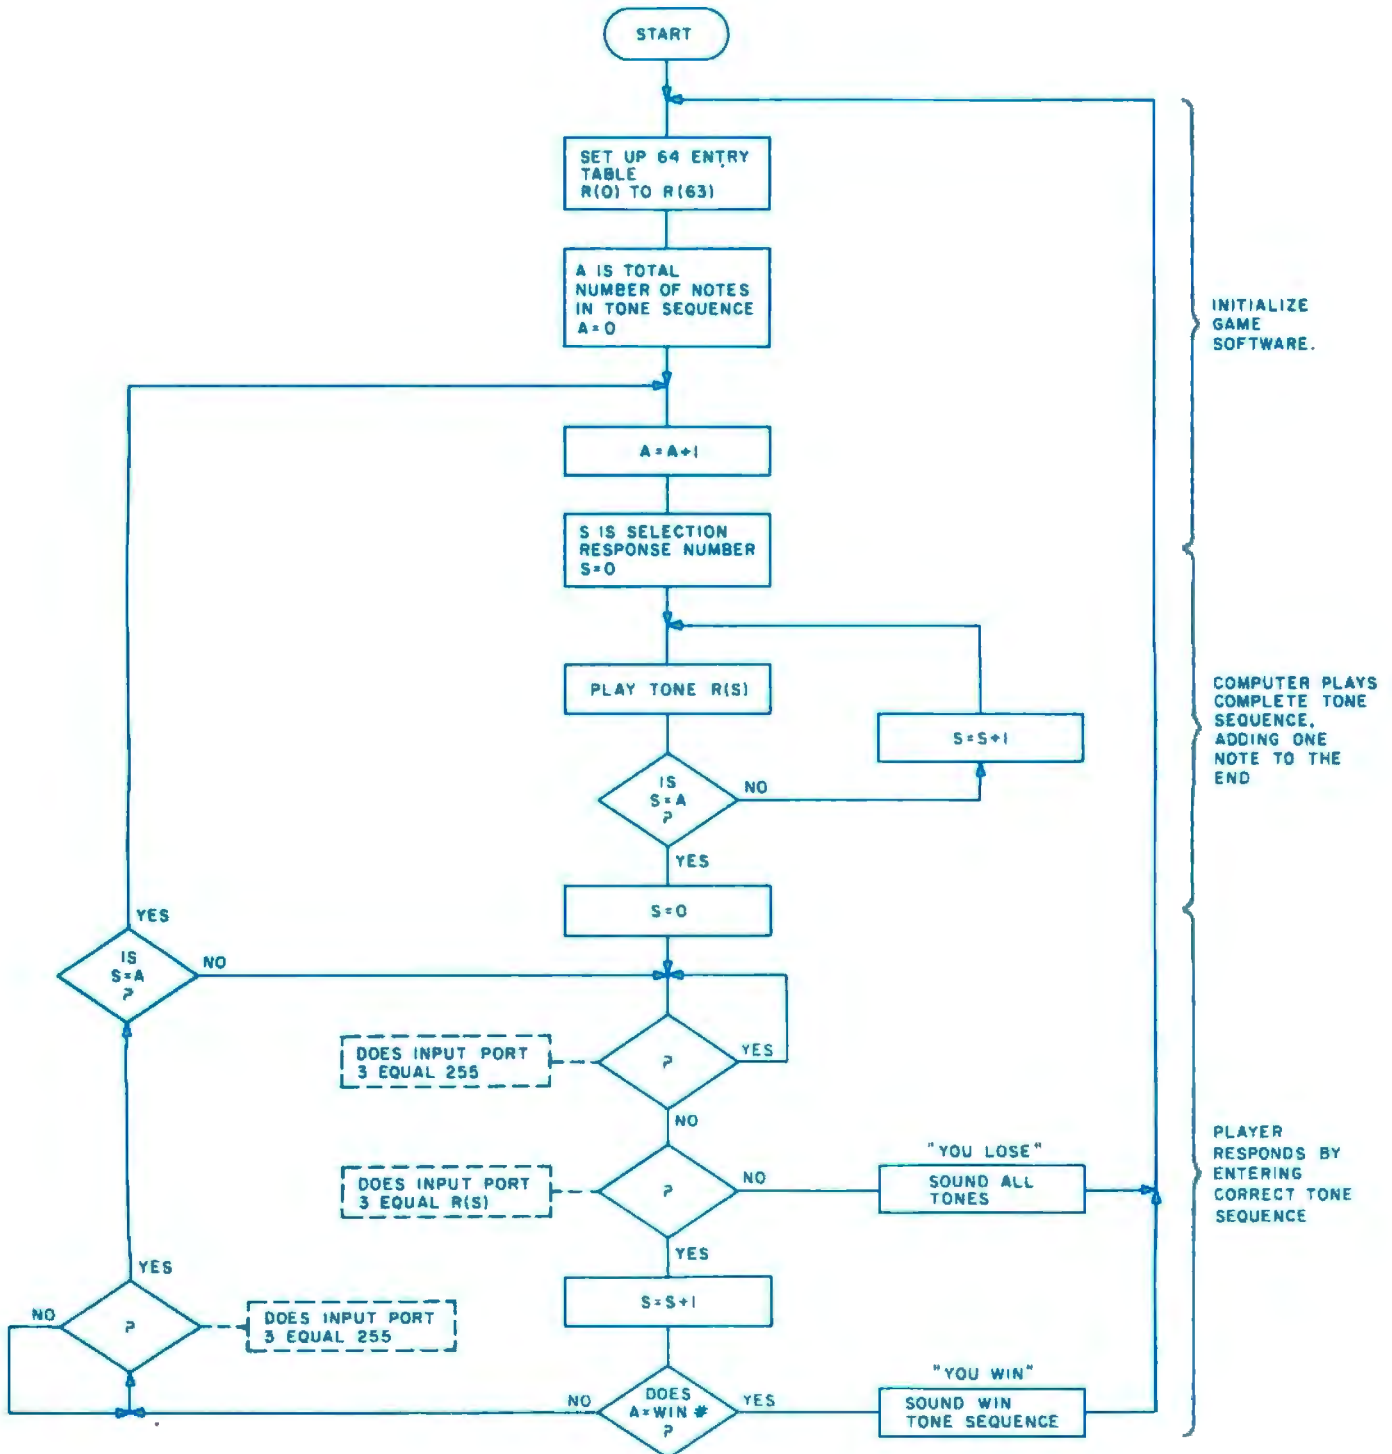 START
SET UP 64 ENTRY
TABLE
R(0) TO R(63)
A IS TOTAL
NUMBER OF NOTES
IN TONE SEQUENCE
A=0
INITIALIZE
GAME
SOFTWARE.
A=A+1
S IS SELECTION
RESPONSE NUMBER
S=0
PLAY TONE R(S)
S=S+1
COMPUTER PLAYS
COMPLETE TONE
SEQUENCE,
ADDING ONE
NOTE TO THE
END
IS
S=A
?
NO
YES
S=0
YES
IS
S=A
?
NO
DOES INPUT PORT
3 EQUAL 255
?
YES
NO
DOES INPUT PORT
3 EQUAL R(S)
?
NO
"YOU LOSE"
SOUND ALL
TONES
PLAYER
RESPONDS BY
ENTERING
CORRECT TONE
SEQUENCE
YES
S=S+1
YES
NO
?
DOES INPUT PORT
3 EQUAL 255
NO
DOES
A=WIN #
?
YES
"YOU WIN"
SOUND WIN
TONE SEQUENCE